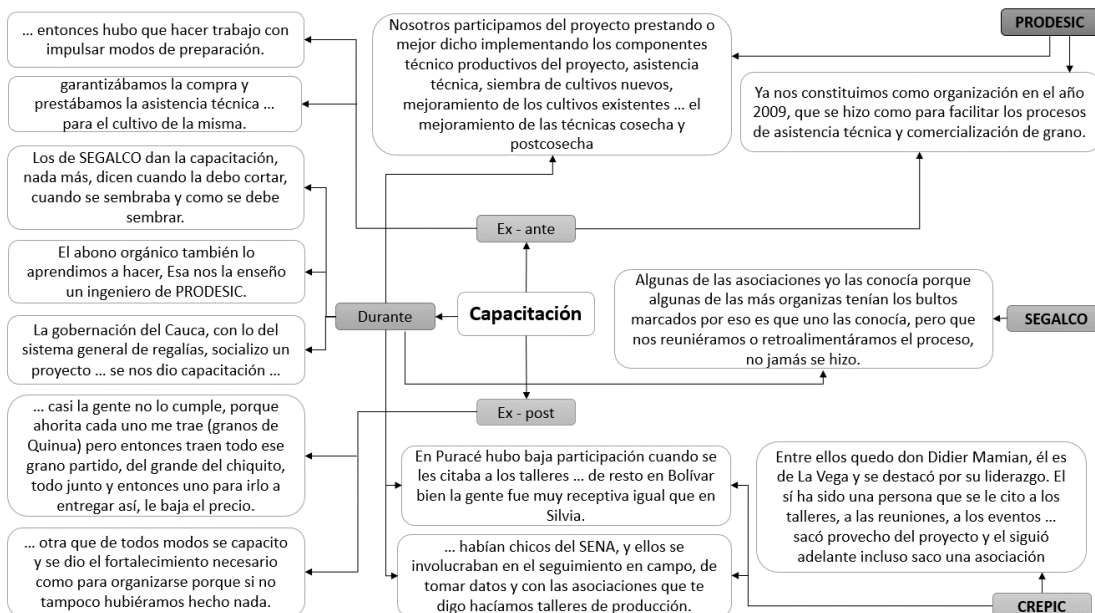 … entonces hubo que hacer trabajo con
impulsar modos de preparación.
garantizábamos la compra y
prestábamos la asistencia técnica …
para el cultivo de la misma.
Los de SEGALCO dan la capacitación,
nada más, dicen cuando la debo cortar,
cuando se sembraba y como se debe
sembrar.
El abono orgánico también lo
aprendimos a hacer, Esa nos la enseño
un ingeniero de PRODESIC.
La gobernación del Cauca, con lo del
sistema general de regalías, socializo un
proyecto … se nos dio capacitación …
… casi la gente no lo cumple, porque
ahorita cada uno me trae (granos de
Quinua) pero entonces traen todo ese
grano partido, del grande del chiquito,
todo junto y entonces uno para irlo a
entregar así, le baja el precio.
… otra que de todos modos se capacito
y se dio el fortalecimiento necesario
como para organizarse porque si no
tampoco hubiéramos hecho nada.
Nosotros participamos del proyecto prestando o
mejor dicho implementando los componentes
técnico productivos del proyecto, asistencia
técnica, siembra de cultivos nuevos,
mejoramiento de los cultivos existentes … el
mejoramiento de las técnicas cosecha y
postcosecha
PRODESIC
Ya nos constituimos como organización en el año
2009, que se hizo como para facilitar los procesos
de asistencia técnica y comercialización de grano.
Ex - ante
Durante
Capacitación
Ex - post
Algunas de las asociaciones yo las conocía porque
algunas de las más organizas tenían los bultos
marcados por eso es que uno las conocía, pero que
nos reuniéramos o retroalimentáramos el proceso,
no jamás se hizo.
SEGALCO
En Puracé hubo baja participación cuando se
les citaba a los talleres … de resto en Bolívar
bien la gente fue muy receptiva igual que en
Silvia.
… habían chicos del SENA, y ellos se
involucraban en el seguimiento en campo, de
tomar datos y con las asociaciones que te
digo hacíamos talleres de producción.
Entre ellos quedo don Didier Mamian, él es
de La Vega y se destacó por su liderazgo. El
sí ha sido una persona que se le cito a los
talleres, a las reuniones, a los eventos …
sacó provecho del proyecto y el siguió
adelante incluso saco una asociación
CREPIC